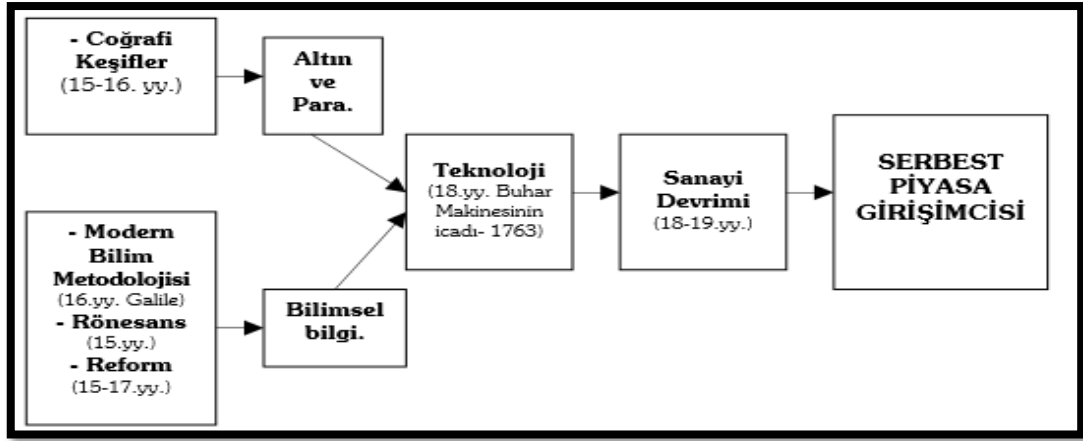 - Coğrafi
Keşifler
(15-16. yy.)
Altın
ve
Para.
- Modern
Bilim
Metodolojisi
(16.yy. Galile)
- Rönesans
(15.yy.)
- Reform
(15-17.yy.)
Bilimsel
bilgi.
Teknoloji
(18.yy. Buhar
Makinesinin
icadı- 1763)
Sanayi
Devrimi
(18-19.yy.)
SERBEST
PİYASA
GİRİŞİMCİSİ